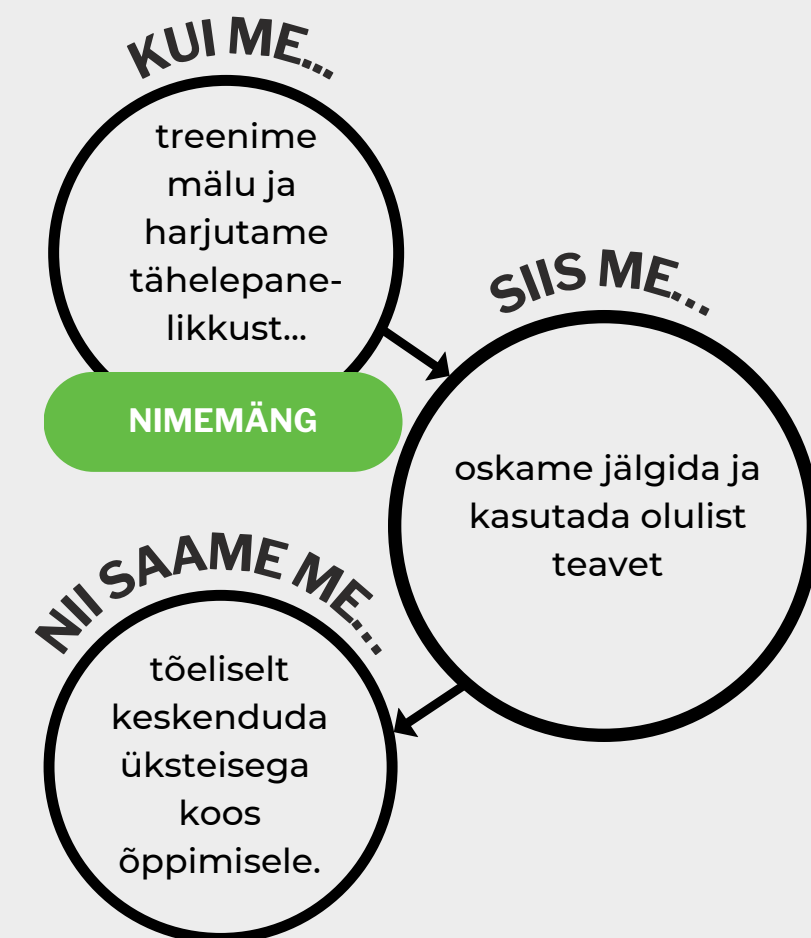 KUI ME...
treenime
mälu ja
harjutame
tähelepane-
likkust...
NIMEMÄNG
SIIS ME...
oskame jälgida ja
kasutada olulist
teavet
NII SAAME ME...
tõeliselt
keskenduda
üksteisega
koos
õppimisele.